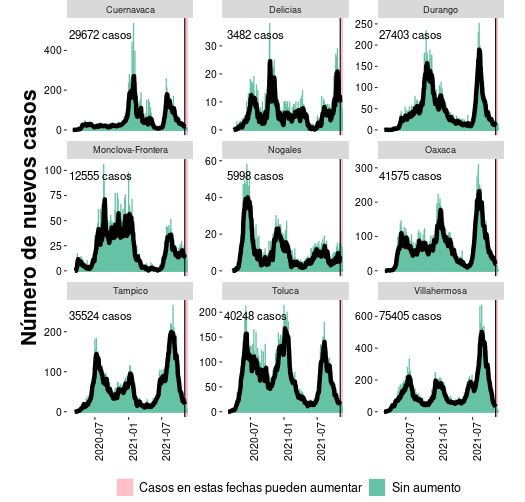 Número de nuevos casos
Cuernavaca
29672 casos
400
200
0
Delicias
3482 casos
30
20
10
0
Durango
27403 casos
250
200
150
100
50
0
Monclova-Frontera
12555 casos
100
75
50
25
0
Nogales
5998 casos
60
40
20
0
Oaxaca
41575 casos
300
200
100
0
Tampico
35524 casos
200
100
0
2020-07
2021-01
2021-07
Toluca
40248 casos
200
150
100
50
0
2020-07
2021-01
2021-07
Villahermosa
75405 casos
600
400
200
0
2020-07
2021-01
2021-07
Casos en estas fechas pueden aumentar
Sin aumento